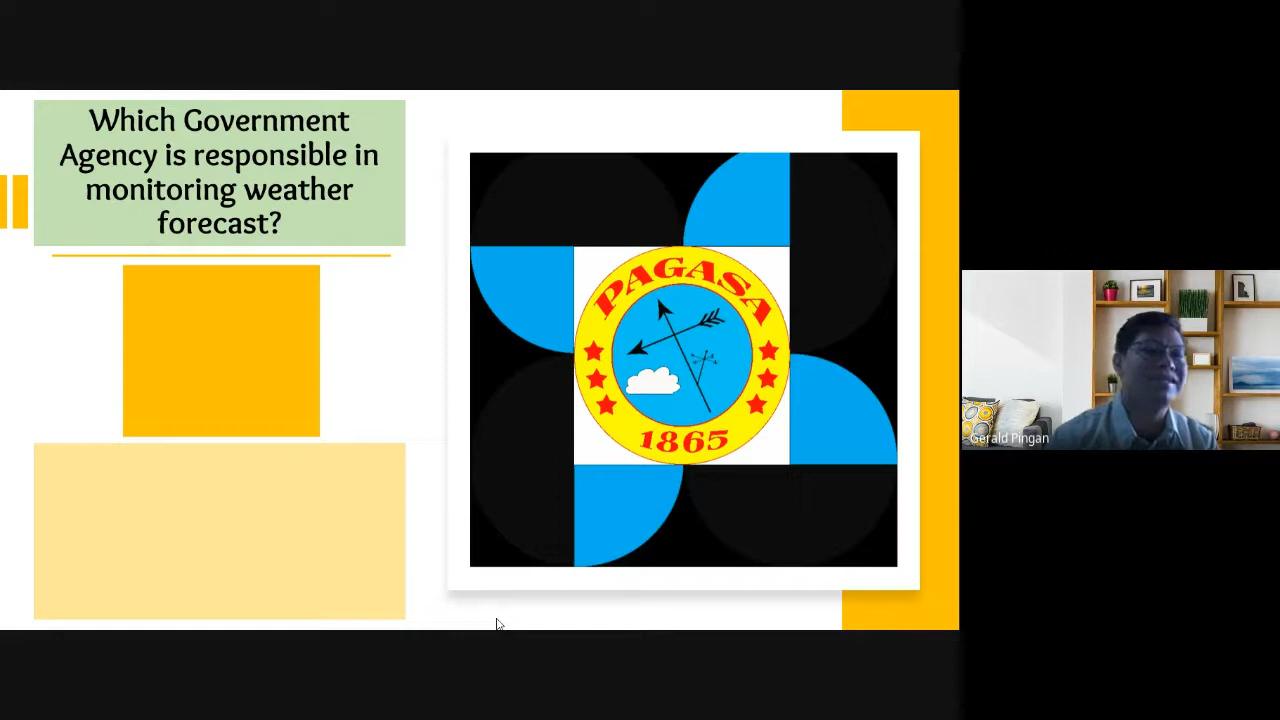 Which Government
Agency is responsible in
monitoring weather
forecast?
PAGASA
1865
Gerald Pingan